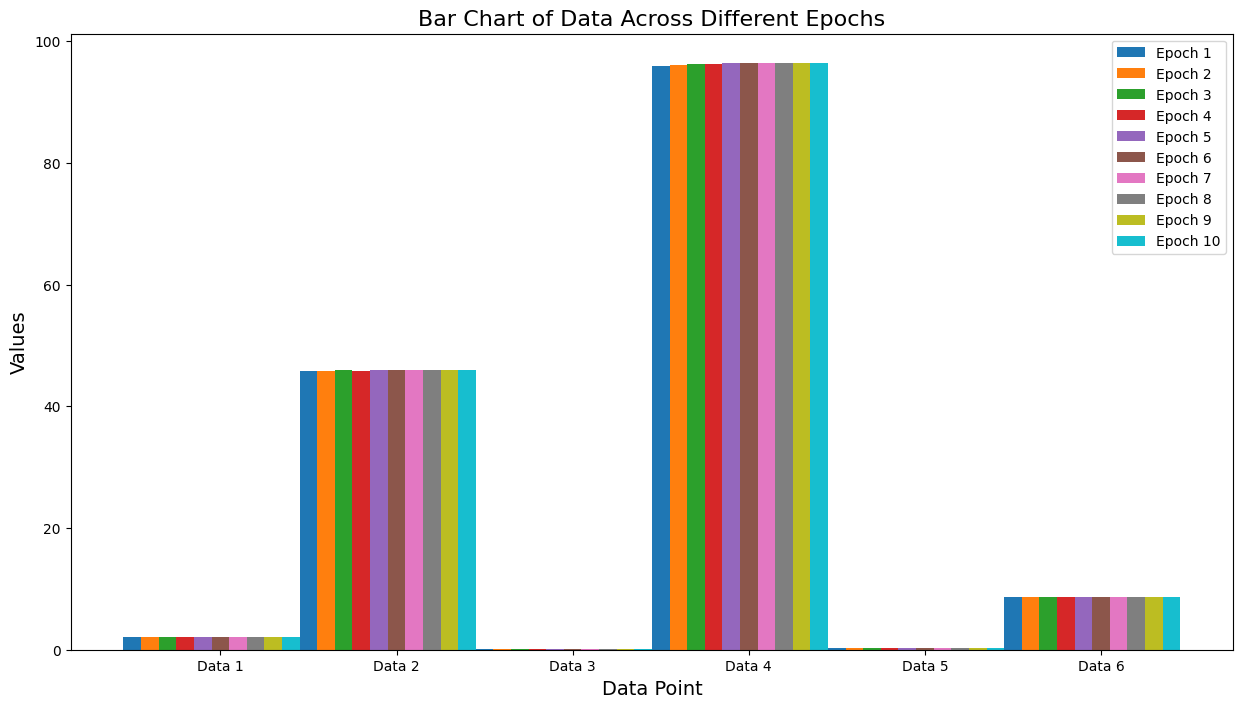 Bar Chart of Data Across Different Epochs
100
80
60
40
20
0
Values
Epoch 1
Epoch 2
Epoch 3
Epoch 4
Epoch 5
Epoch 6
Epoch 7
Epoch 8
Epoch 9
Epoch 10
Data 1
Data 2
Data 3
Data 4
Data 5
Data 6
Data Point